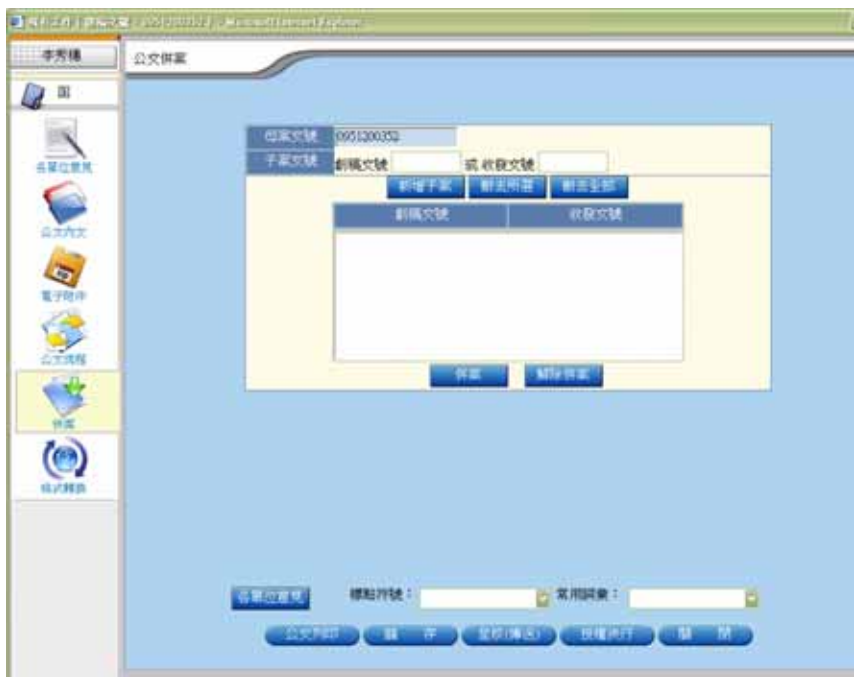 李秀穗
公文併案
各單位意見
公文內文
電子附件
公文流程
併案
格式轉換
母案文號 0951200352
子案文號 創稿文號 或 收發文號
新增子案 刪去所選 刪去全部
創稿文號 收發文號
併案 解除併案
各單位意見 標點符號： 常用詞彙：
公文列印 儲 存 呈核(傳送) 授權決行 關 閉